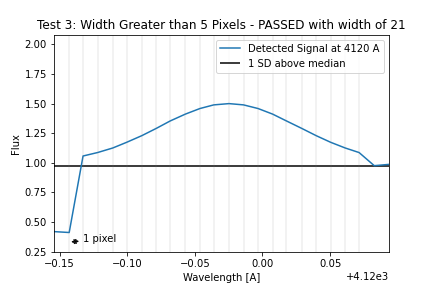 Test 3: Width Greater than 5 Pixels - PASSED with width of 21
2.00
1.75
1.50
1.25
1.00
0.75
0.50
0.25
Flux
Detected Signal at 4120 A
1 SD above median
1 pixel
−0.15 −0.10 −0.05 0.00 0.05
Wavelength [A]
+4.12e3